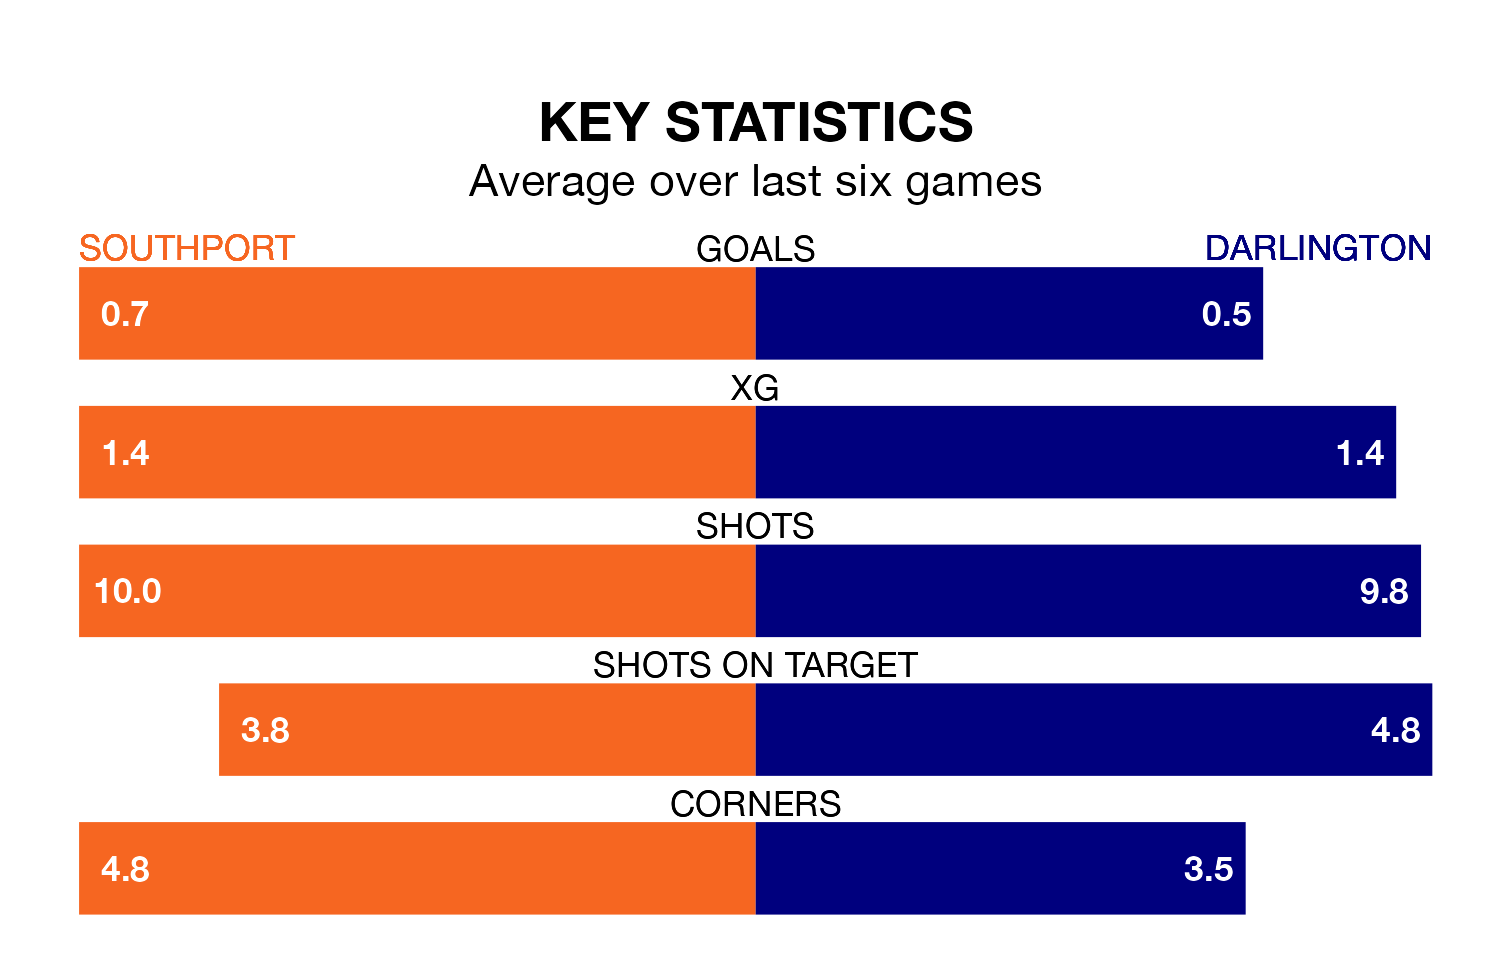 KEY STATISTICS
Average over last six games
SOUTHPORT GOALS DARLINGTON
0.7 0.5
XG
1.4 1.4
SHOTS
10.0 9.8
SHOTS ON TARGET
3.8 4.8
CORNERS
4.8 3.5